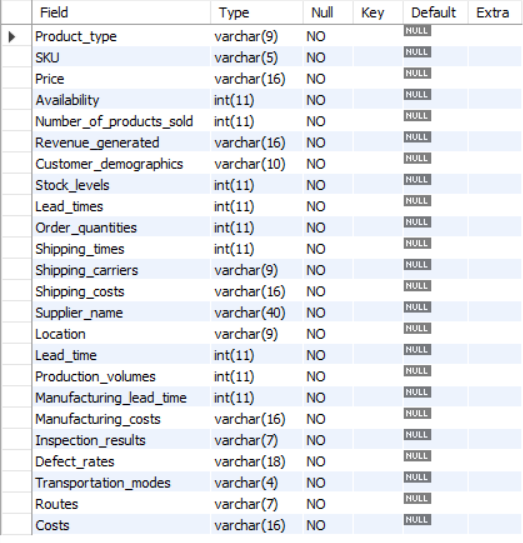 Field Type Null Key Default Extra
Product_type varchar(9) NO NULL
SKU varchar(5) NO NULL
Price varchar(16) NO NULL
Availability int(11) NO NULL
Number_of_products_sold int(11) NO NULL
Revenue_generated varchar(16) NO NULL
Customer_demographics varchar(10) NO NULL
Stock_levels int(11) NO NULL
Lead_times int(11) NO NULL
Order_quantities int(11) NO NULL
Shipping_times int(11) NO NULL
Shipping_carriers varchar(9) NO NULL
Shipping_costs varchar(16) NO NULL
Supplier_name varchar(40) NO NULL
Location varchar(9) NO NULL
Lead_time int(11) NO NULL
Production_volumes int(11) NO NULL
Manufacturing_lead_time int(11) NO NULL
Manufacturing_costs varchar(16) NO NULL
Inspection_results varchar(7) NO NULL
Defect_rates varchar(18) NO NULL
Transportation_modes varchar(4) NO NULL
Routes varchar(7) NO NULL
Costs varchar(16) NO NULL